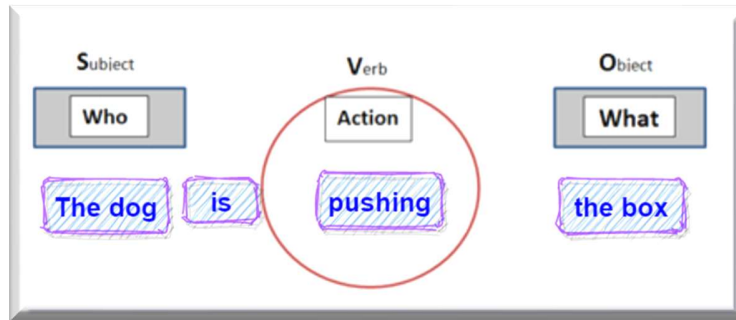 Subject Verb Object
Who Action What
The dog is pushing the box